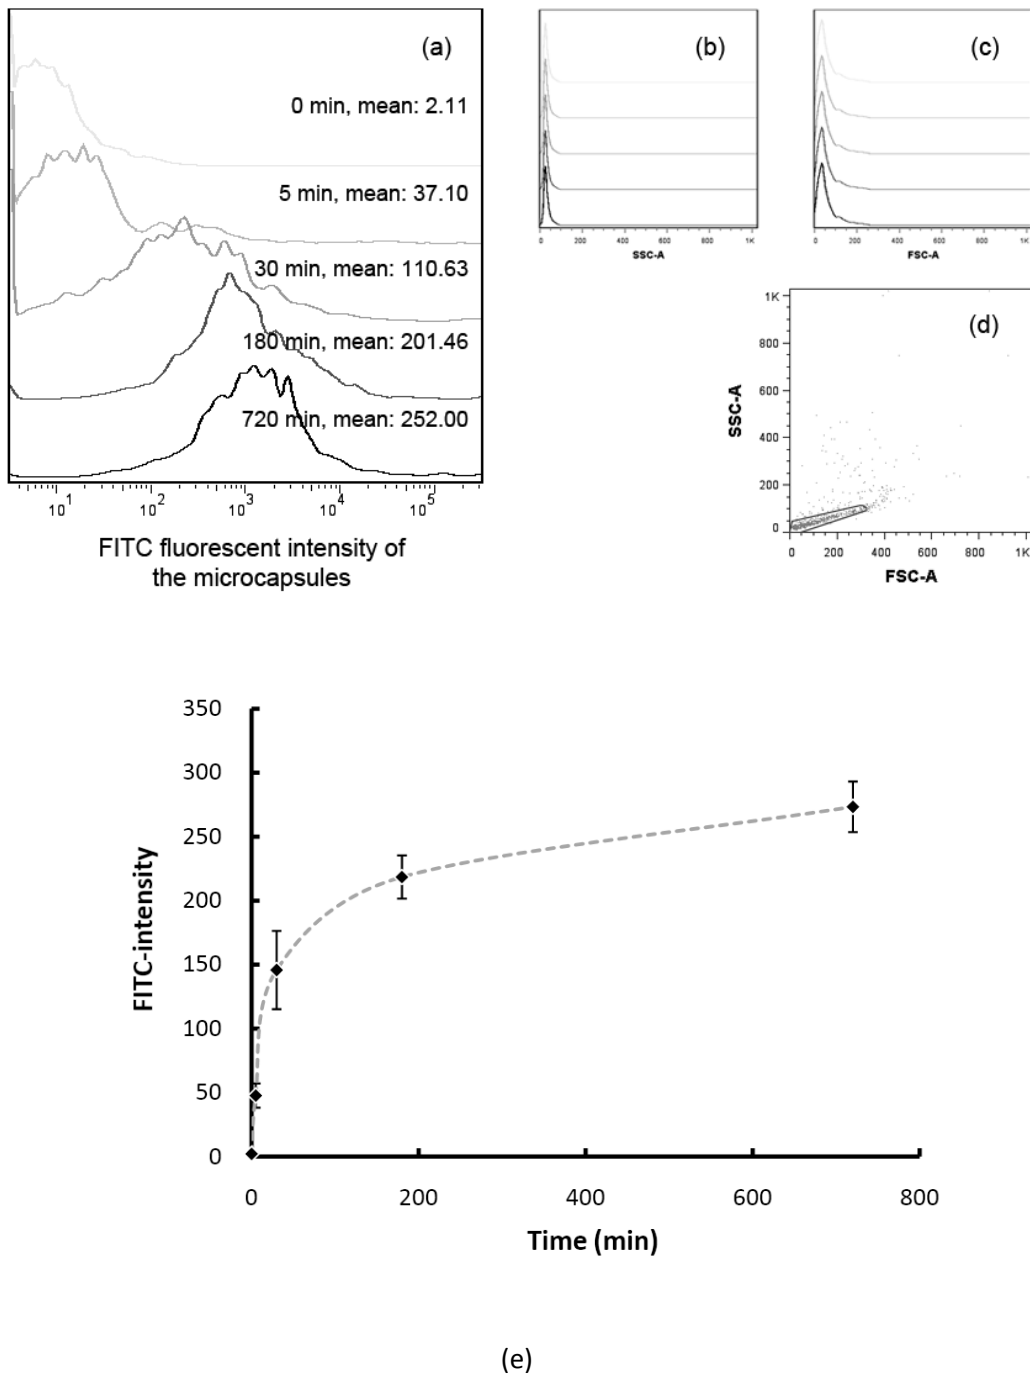 (a)
0 min, mean: 2.11
5 min, mean: 37.10
30 min, mean: 110.63
180 min, mean: 201.46
720 min, mean: 252.00
10^1 10^2 10^3 10^4 10^5
FITC fluorescent intensity of
the microcapsules
(b)
0 200 400 600 800 1K
SSC-A
(c)
0 200 400 600 800 1K
FSC-A
(d)
1K
800
600
400
200
0
SSC-A
0 200 400 600 800 1K
FSC-A
350
300
250
200
150
100
50
0
FITC-intensity
0 200 400 600 800
Time (min)
(e)